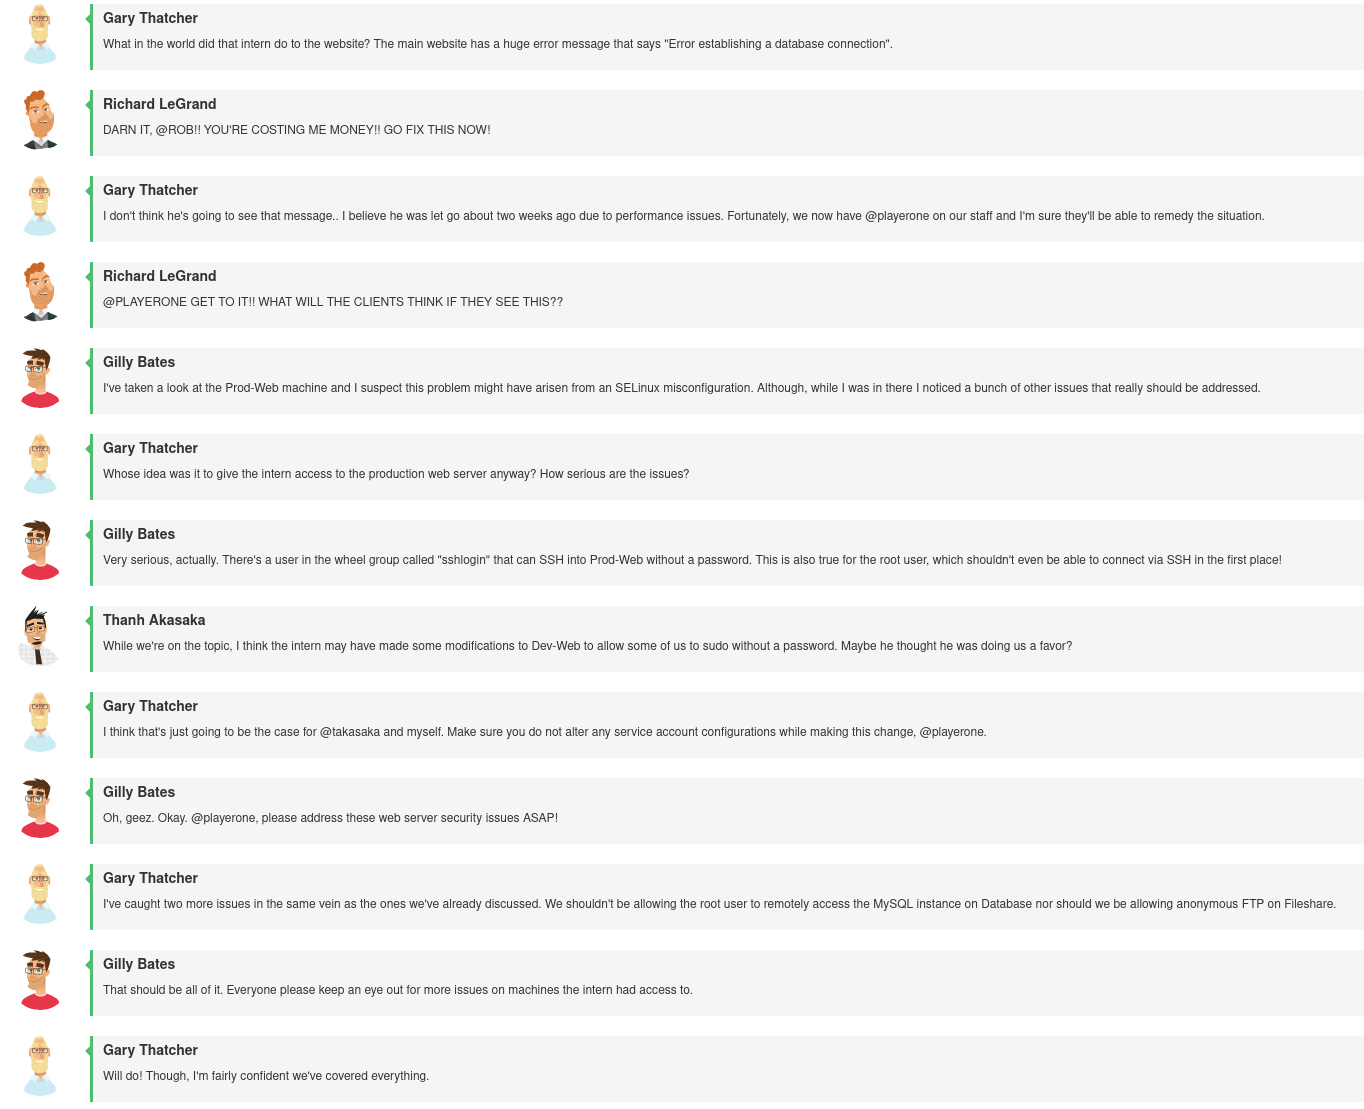 Gary Thatcher
What in the world did that intern do to the website? The main website has a huge error message that says "Error establishing a database connection".
Richard LeGrand
DARN IT, @ROB!! YOU'RE COSTING ME MONEY!! GO FIX THIS NOW!
Gary Thatcher
I don't think he's going to see that message.. I believe he was let go about two weeks ago due to performance issues. Fortunately, we now have @playerone on our staff and I'm sure they'll be able to remedy the situation.
Richard LeGrand
@PLAYERONE GET TO IT!! WHAT WILL THE CLIENTS THINK IF THEY SEE THIS??
Gilly Bates
I've taken a look at the Prod-Web machine and I suspect this problem might have arisen from an SELinux misconfiguration. Although, while I was in there I noticed a bunch of other issues that really should be addressed.
Gary Thatcher
Whose idea was it to give the intern access to the production web server anyway? How serious are the issues?
Gilly Bates
Very serious, actually. There's a user in the wheel group called "sshlogin" that can SSH into Prod-Web without a password. This is also true for the root user, which shouldn't even be able to connect via SSH in the first place!
Thanh Akasaka
While we're on the topic, I think the intern may have made some modifications to Dev-Web to allow some of us to sudo without a password. Maybe he thought he was doing us a favor?
Gary Thatcher
I think that's just going to be the case for @takasaka and myself. Make sure you do not alter any service account configurations while making this change, @playerone.
Gilly Bates
Oh, geez. Okay. @playerone, please address these web server security issues ASAP!
Gary Thatcher
I've caught two more issues in the same vein as the ones we've already discussed. We shouldn't be allowing the root user to remotely access the MySQL instance on Database nor should we be allowing anonymous FTP on Fileshare.
Gilly Bates
That should be all of it. Everyone please keep an eye out for more issues on machines the intern had access to.
Gary Thatcher
Will do! Though, I'm fairly confident we've covered everything.